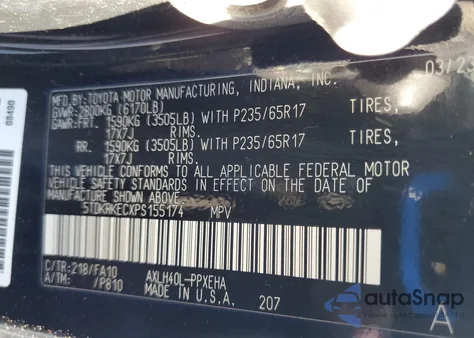 03/23
MFD.BY:TOYOTA MOTOR MANUFACTURING, INDIANA, INC.
GVWR 2800KG (6170LB)
GAWR:FRT. 1590KG (3505LB) WITH P235/65R17 TIRES,
17X7J RIMS.
RR. 1590KG (3505LB) WITH P235/65R17 TIRES,
17X7J RIMS.
THIS VEHICLE CONFORMS TO ALL APPLICABLE FEDERAL MOTOR
VEHICLE SAFETY STANDARDS IN EFFECT ON THE DATE OF
MANUFACTURE SHOWN ABOVE.
5TDKRKECXPS155174 MPV
C/TR:218/FA10 AXLH40L-PPXEHA
A/TM: /P810 MADE IN U.S.A. 207
A
08490
autoSnap